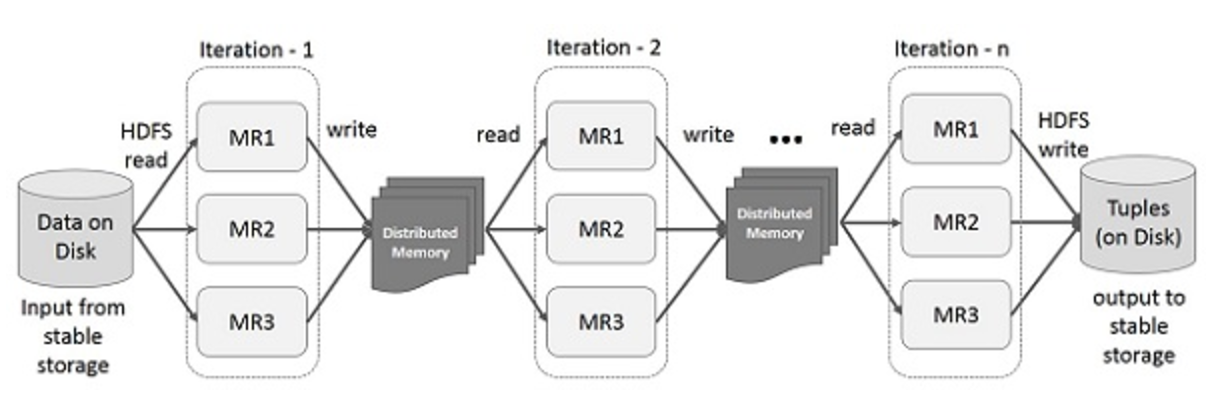 Iteration - 1
Iteration - 2
Iteration - n
HDFS
read
MR1
write
read
MR1
write
...
read
MR1
HDFS
write
Data on
Disk
MR2
Distributed
Memory
MR2
Distributed
Memory
MR2
Tuples
(on Disk)
Input from
stable
storage
MR3
MR3
MR3
output to
stable
storage